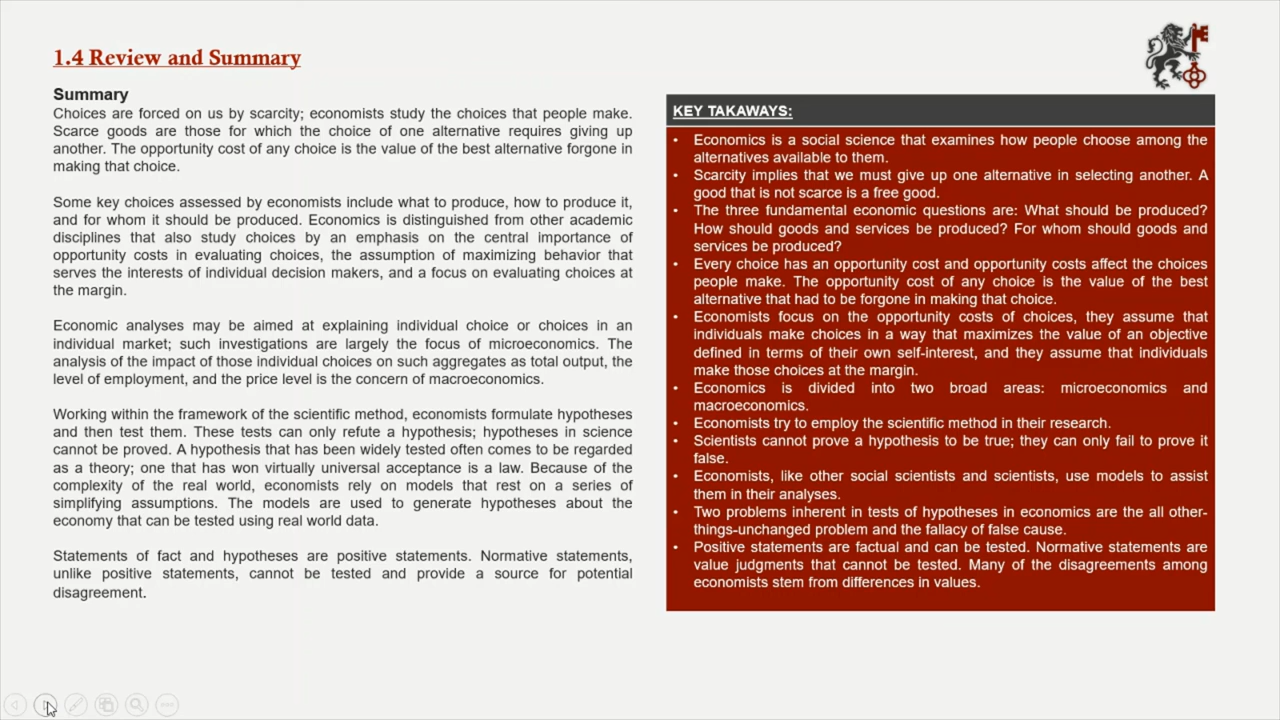 1.4 Review and Summary
Summary
Choices are forced on us by scarcity; economists study the choices that people make.
Scarce goods are those for which the choice of one alternative requires giving up
another. The opportunity cost of any choice is the value of the best alternative forgone in
making that choice.
Some key choices assessed by economists include what to produce, how to produce it,
and for whom it should be produced. Economics is distinguished from other academic
disciplines that also study choices by an emphasis on the central importance of
opportunity costs in evaluating choices, the assumption of maximizing behavior that
serves the interests of individual decision makers, and a focus on evaluating choices at
the margin.
Economic analyses may be aimed at explaining individual choice or choices in an
individual market; such investigations are largely the focus of microeconomics. The
analysis of the impact of those individual choices on such aggregates as total output, the
level of employment, and the price level is the concern of macroeconomics.
Working within the framework of the scientific method, economists formulate hypotheses
and then test them. These tests can only refute a hypothesis; hypotheses in science
cannot be proved. A hypothesis that has been widely tested often comes to be regarded
as a theory; one that has won virtually universal acceptance is a law. Because of the
complexity of the real world, economists rely on models that rest on a series of
simplifying assumptions. The models are used to generate hypotheses about the
economy that can be tested using real world data.
Statements of fact and hypotheses are positive statements. Normative statements,
unlike positive statements, cannot be tested and provide a source for potential
disagreement.
KEY TAKAWAYS:
• Economics is a social science that examines how people choose among the
alternatives available to them.
• Scarcity implies that we must give up one alternative in selecting another. A
good that is not scarce is a free good.
• The three fundamental economic questions are: What should be produced?
How should goods and services be produced? For whom should goods and
services be produced?
• Every choice has an opportunity cost and opportunity costs affect the choices
people make. The opportunity cost of any choice is the value of the best
alternative that had to be forgone in making that choice.
• Economists focus on the opportunity costs of choices, they assume that
individuals make choices in a way that maximizes the value of an objective
defined in terms of their own self-interest, and they assume that individuals
make those choices at the margin.
• Economics is divided into two broad areas: microeconomics and
macroeconomics.
• Economists try to employ the scientific method in their research.
• Scientists cannot prove a hypothesis to be true; they can only fail to prove it
false.
• Economists, like other social scientists and scientists, use models to assist
them in their analyses.
• Two problems inherent in tests of hypotheses in economics are the all other-
things-unchanged problem and the fallacy of false cause.
• Positive statements are factual and can be tested. Normative statements are
value judgments that cannot be tested. Many of the disagreements among
economists stem from differences in values.